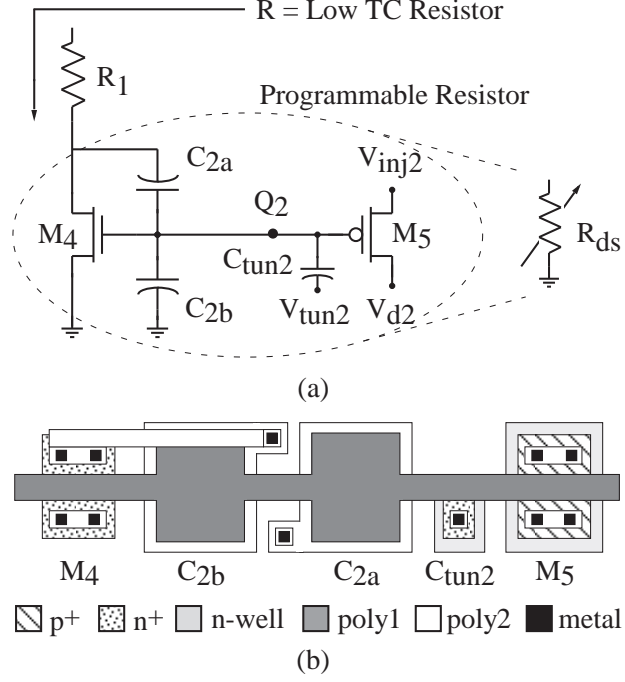 R = Low TC Resistor
R1
Programmable Resistor
C2a
Vinj2
Q2
M4
M5
Rds
Ctun2
C2b
Vtun2
Vd2
(a)
M4 C2b C2a Ctun2 M5
p+ n+ n-well poly1 poly2 metal
(b)